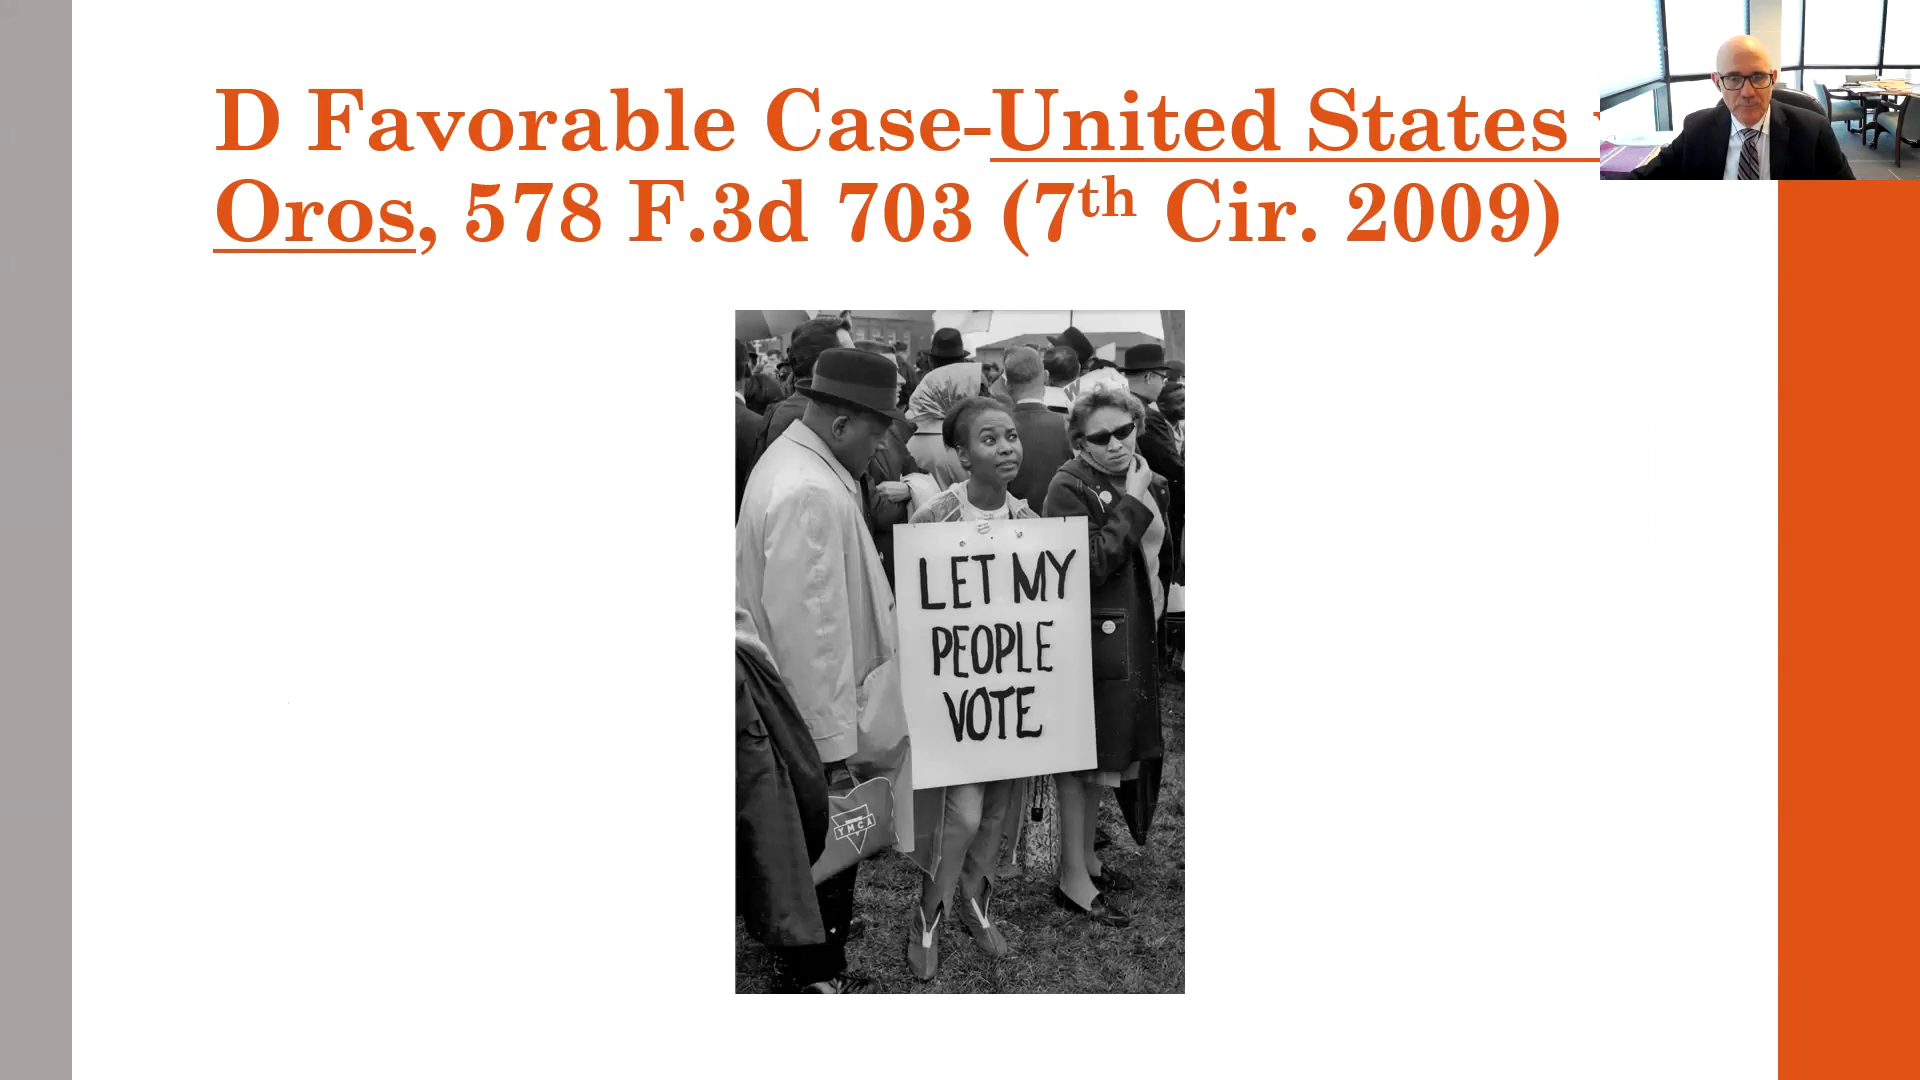 D Favorable Case-United States
Oros, 578 F.3d 703 (7th Cir. 2009)
LET MY
PEOPLE
VOTE
YMCA